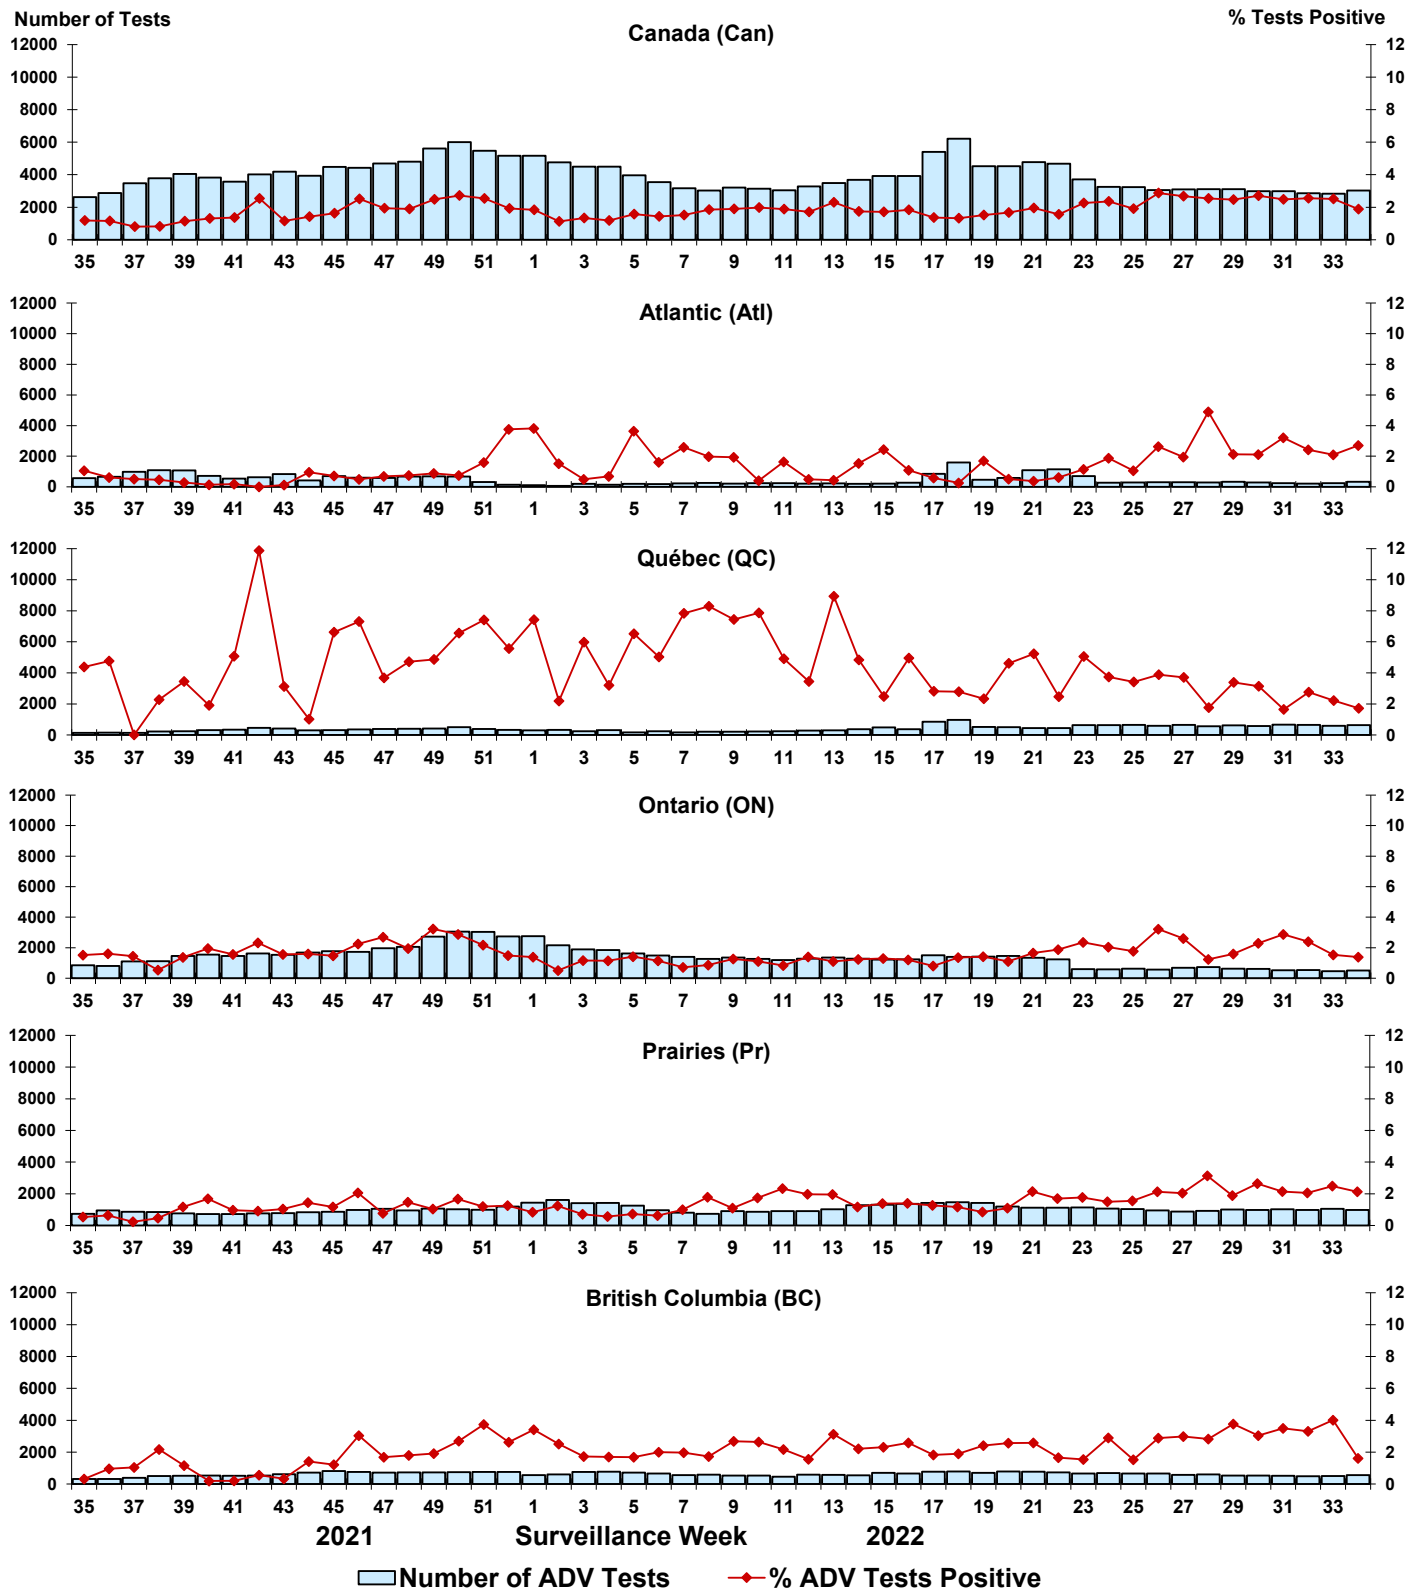 Number of Tests
% Tests Positive
Canada (Can)
12000 12
10000 10
8000 8
6000 6
4000 4
2000 2
0 0
35 37 39 41 43 45 47 49 51 1 3 5 7 9 11 13 15 17 19 21 23 25 27 29 31 33
Atlantic (Atl)
12000 12
10000 10
8000 8
6000 6
4000 4
2000 2
0 0
35 37 39 41 43 45 47 49 51 1 3 5 7 9 11 13 15 17 19 21 23 25 27 29 31 33
Québec (QC)
12000 12
10000 10
8000 8
6000 6
4000 4
2000 2
0 0
35 37 39 41 43 45 47 49 51 1 3 5 7 9 11 13 15 17 19 21 23 25 27 29 31 33
Ontario (ON)
12000 12
10000 10
8000 8
6000 6
4000 4
2000 2
0 0
35 37 39 41 43 45 47 49 51 1 3 5 7 9 11 13 15 17 19 21 23 25 27 29 31 33
Prairies (Pr)
12000 12
10000 10
8000 8
6000 6
4000 4
2000 2
0 0
35 37 39 41 43 45 47 49 51 1 3 5 7 9 11 13 15 17 19 21 23 25 27 29 31 33
British Columbia (BC)
12000 12
10000 10
8000 8
6000 6
4000 4
2000 2
0 0
35 37 39 41 43 45 47 49 51 1 3 5 7 9 11 13 15 17 19 21 23 25 27 29 31 33
2021 Surveillance Week 2022
Number of ADV Tests % ADV Tests Positive